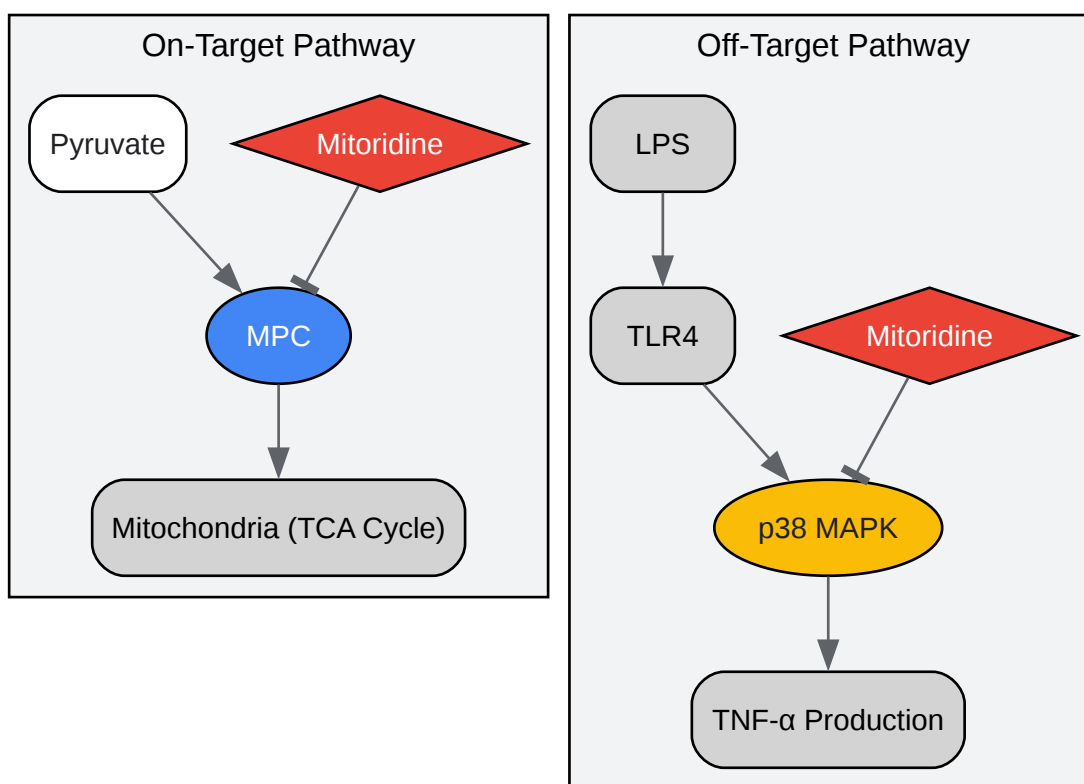 On-Target Pathway
Pyruvate
Mitoridine
MPC
Mitochondria (TCA Cycle)
Off-Target Pathway
LPS
TLR4
Mitoridine
p38 MAPK
TNF-α Production